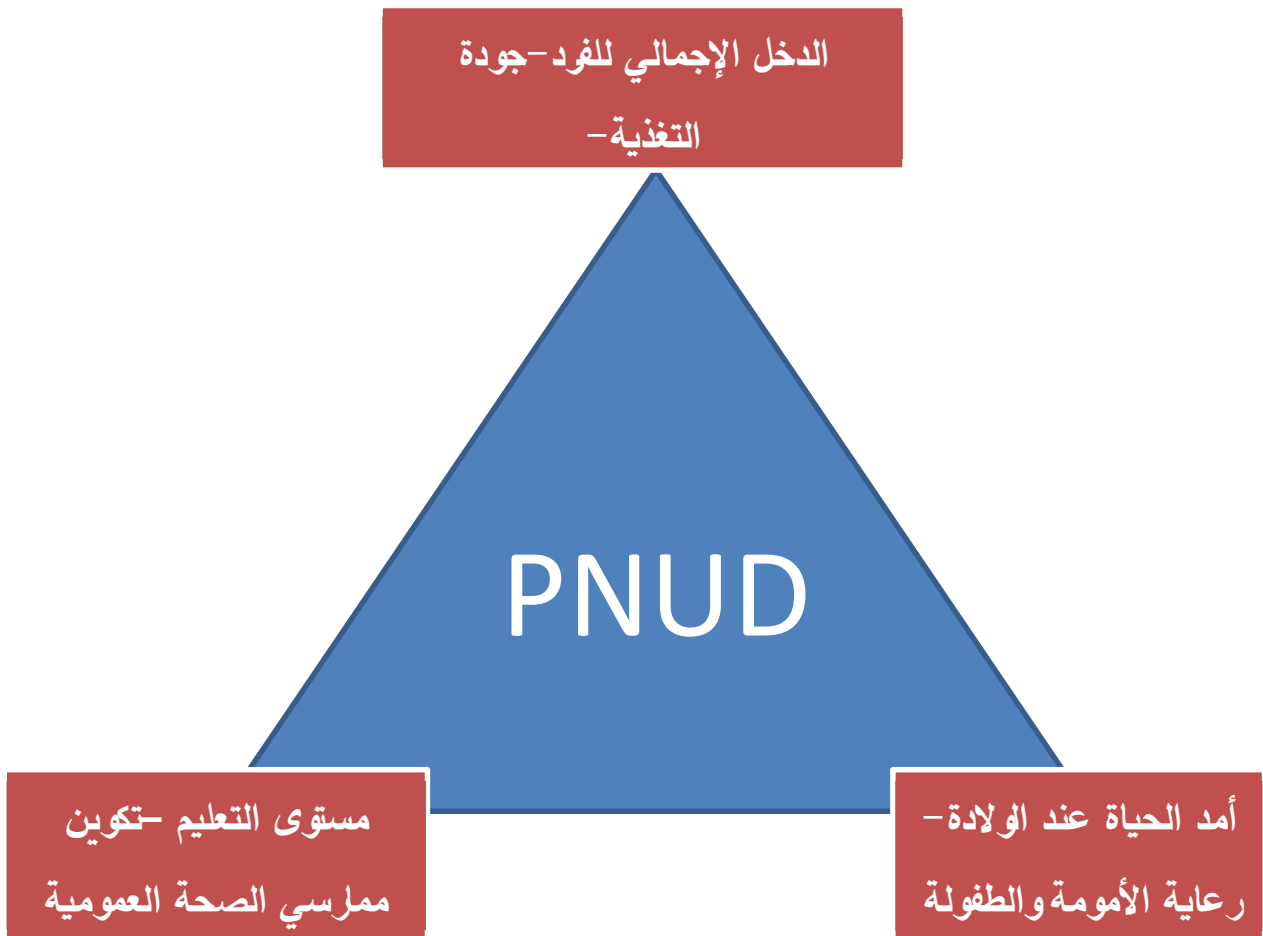 الدخل الإجمالي للفرد-جودة
التغذية-
PNUD
أمد الحياة عند الولادة-
رعاية الأمومة والطفولة
مستوى التعليم –تكوين
ممارسي الصحة العمومية